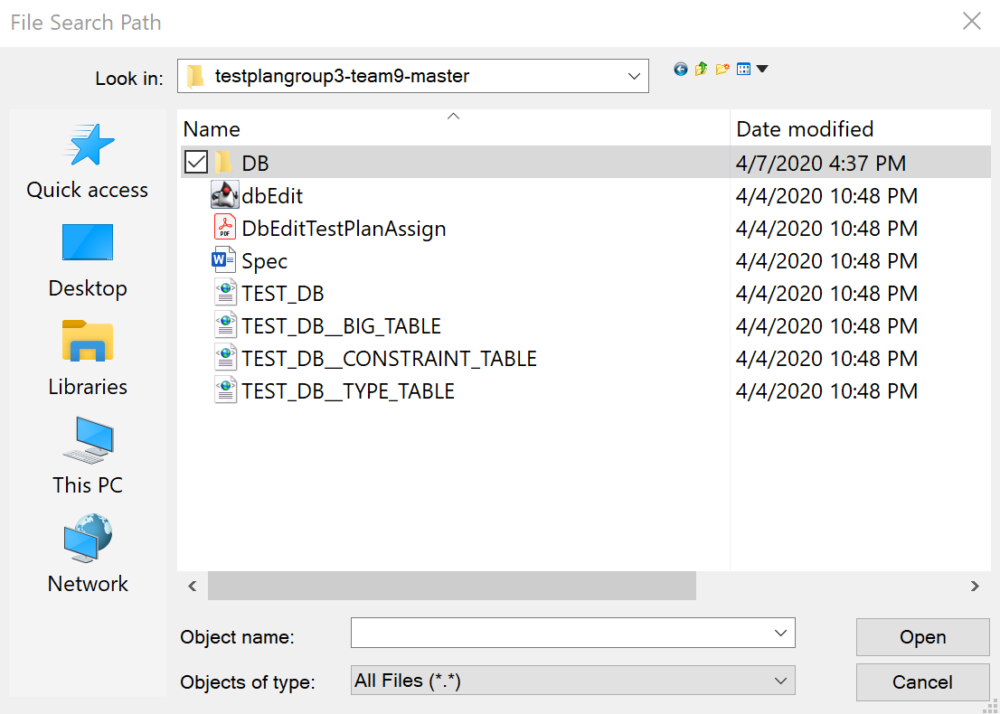 File Search Path
Look in: testplangroup3-team9-master
Name Date modified
DB 4/7/2020 4:37 PM
dbEdit 4/4/2020 10:48 PM
PDF DbEditTestPlanAssign 4/4/2020 10:48 PM
W Spec 4/4/2020 10:48 PM
TEST_DB 4/4/2020 10:48 PM
TEST_DB__BIG_TABLE 4/4/2020 10:48 PM
TEST_DB__CONSTRAINT_TABLE 4/4/2020 10:48 PM
TEST_DB__TYPE_TABLE 4/4/2020 10:48 PM
Quick access
Desktop
Libraries
This PC
Network
Object name: Open
Objects of type: All Files (*.*) Cancel